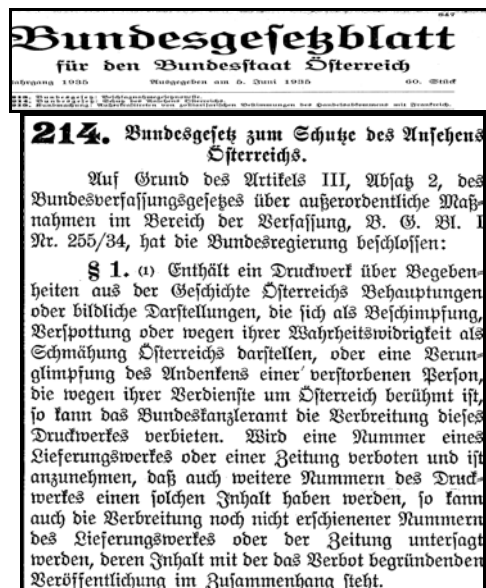 647
Bundesgesetzblatt
für den Bundesstaat Österreich
Jahrgang 1935 Ausgegeben am 5. Juni 1935 60. Stück
214. Bundesgesetz zum Schutze des Ansehens
Österreichs.
Auf Grund des Artikels III, Absatz 2, des
Bundesverfassungsgesetzes über außerordentliche Maß-
nahmen im Bereich der Verfassung, B. G. Bl. I
Nr. 255/34, hat die Bundesregierung beschlossen:
§ 1. (1) Enthält ein Druckwerk über Begeben-
heiten aus der Geschichte Österreichs Behauptungen
oder bildliche Darstellungen, die sich als Beschimpfung,
Verspottung oder wegen ihrer Wahrheitswidrigkeit als
Schmähung Österreichs darstellen, oder eine Verun-
glimpfung des Andenkens einer verstorbenen Person,
die wegen ihrer Verdienste um Österreich berühmt ist,
so kann das Bundeskanzleramt die Verbreitung dieses
Druckwerkes verbieten. Wird eine Nummer eines
Lieferungswerkes oder einer Zeitung verboten und ist
anzunehmen, daß auch weitere Nummern des Druck-
werkes einen solchen Inhalt haben werden, so kann
auch die Verbreitung noch nicht erschienener Nummern
des Lieferungswerkes oder der Zeitung untersagt
werden, deren Inhalt mit der das Verbot begründenden
Veröffentlichung im Zusammenhang steht.